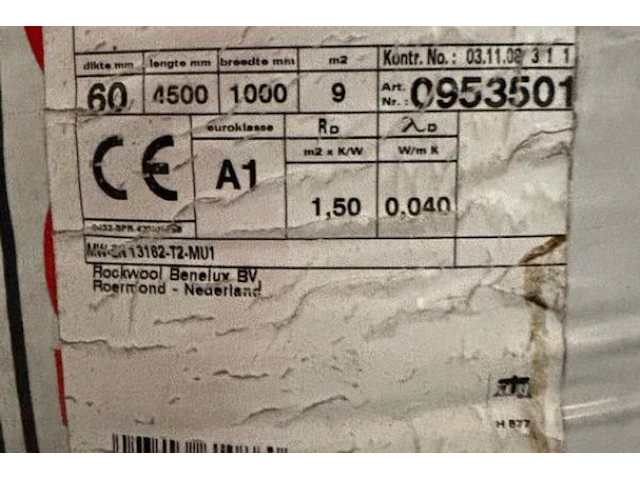 dikte mm lengte mm breedte mm m2 Kontr. No.: 03.11.08 3 1 1
60 4500 1000 9 Art. Nr.: 0953501
CE euroklasse RD λD
A1 m2 x K/W W/m K
1,50 0,040
MW-EN 13162-T2-MU1
Rockwool Benelux BV
Roermond - Nederland
H 877